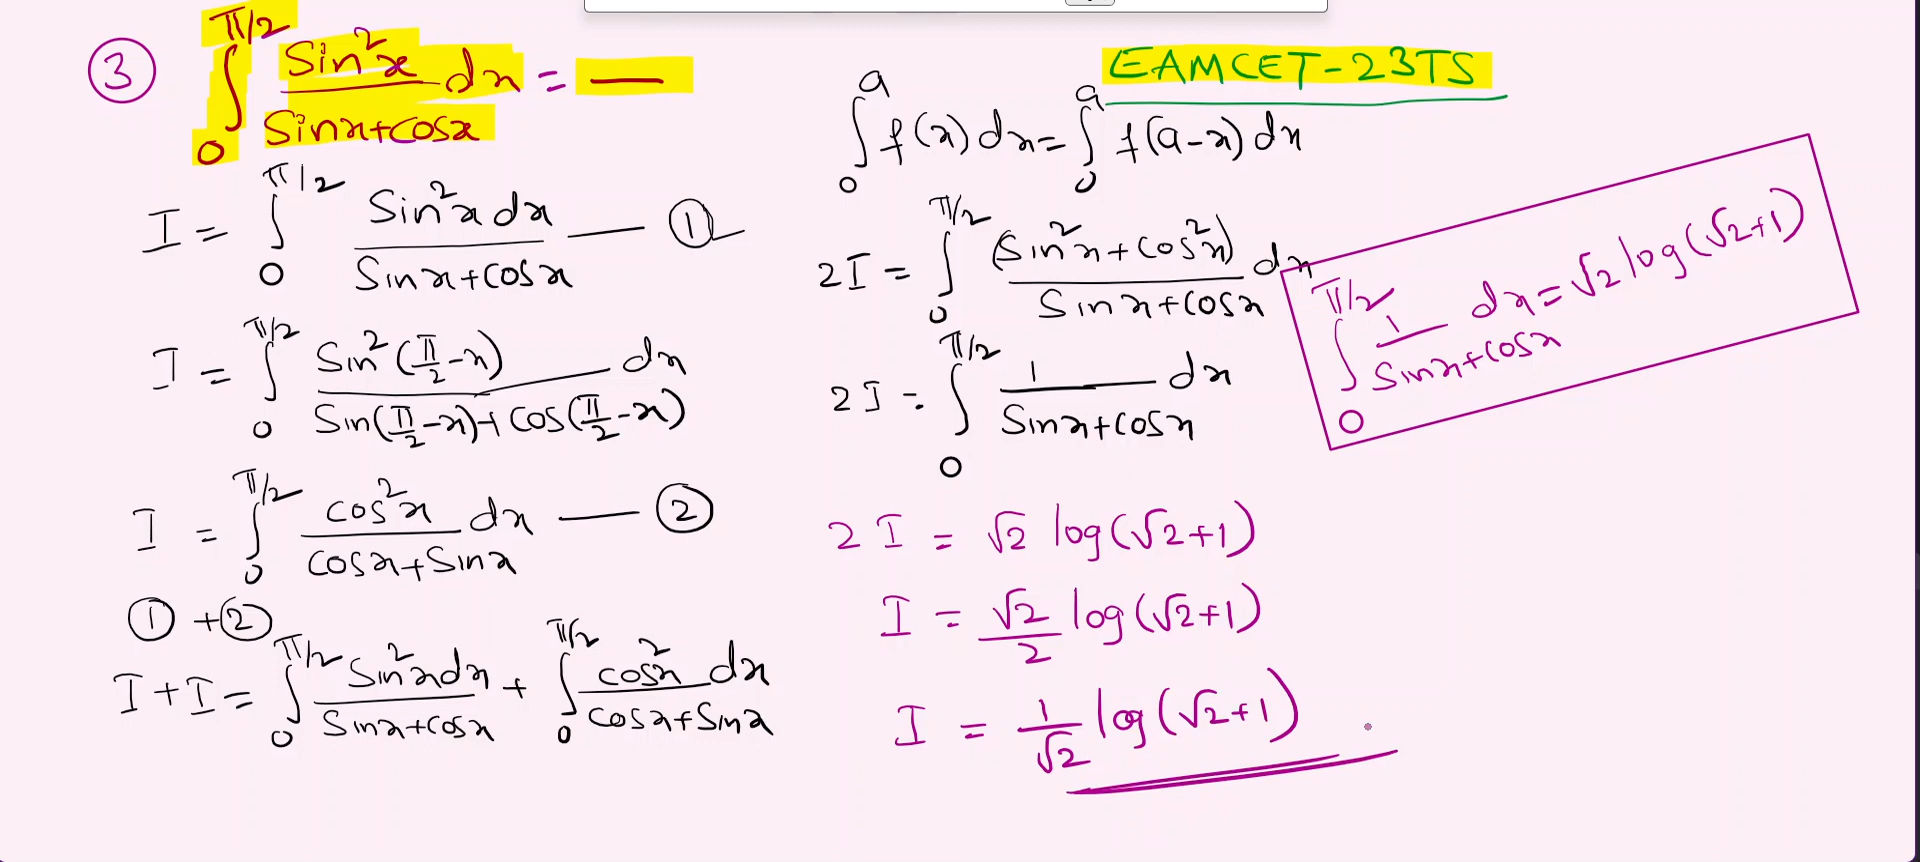 ③ ∫₀^{π/2} Sin²x/(Sinx+cosx) dx = —
I = ∫₀^{π/2} Sin²x dx/(Sinx+cosx) — ①
I = ∫₀^{π/2} Sin²(π/2-x)/(Sin(π/2-x)+cos(π/2-x)) dx
I = ∫₀^{π/2} cos²x/(cosx+Sinx) dx — ②
①+②
I+I = ∫₀^{π/2} Sin²x dx/(Sinx+cosx) + ∫₀^{π/2} cos²x dx/(cosx+Sinx)
EAMCET-23TS
∫₀^a f(x) dx = ∫₀^a f(a-x) dx
2I = ∫₀^{π/2} (Sin²x+cos²x)/(Sinx+cosx) dx
2I = ∫₀^{π/2} 1/(Sinx+cosx) dx
2I = √2 log(√2+1)
I = √2/2 log(√2+1)
I = 1/√2 log(√2+1)
∫₀^{π/2} 1/(Sinx+cosx) dx = √2 log(√2+1)